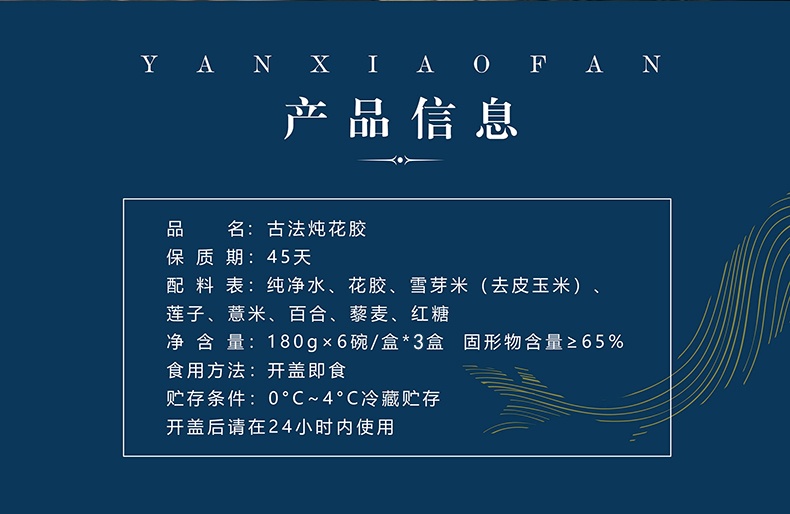 YANXIAOFAN
产品信息
品 名：古法炖花胶
保 质 期：45天
配 料 表：纯净水、花胶、雪芽米（去皮玉米）、
莲子、薏米、百合、藜麦、红糖
净 含 量：180g×6碗/盒*3盒 固形物含量≥65%
食用方法：开盖即食
贮存条件：0°C~4°C冷藏贮存
开盖后请在24小时内使用